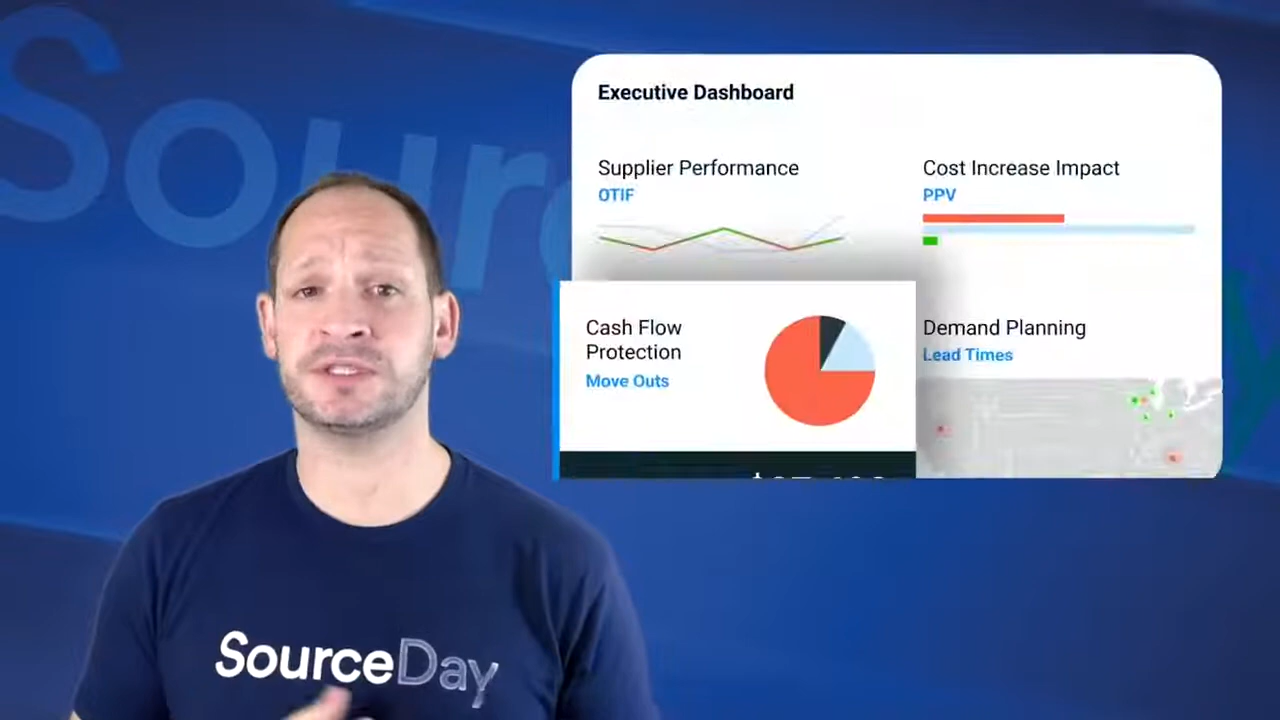 Source
Executive Dashboard
Supplier Performance
OTIF
Cost Increase Impact
PPV
Cash Flow
Protection
Move Outs
Demand Planning
Lead Times
SourceDay